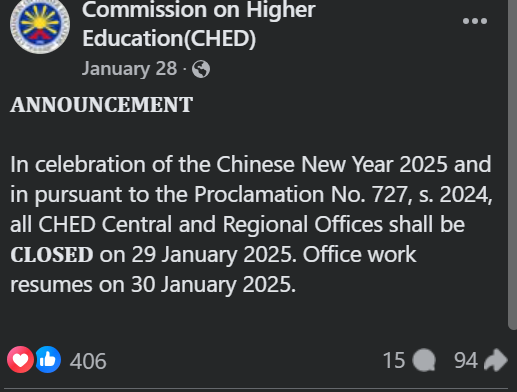 Commission on Higher
Education(CHED)
January 28 ·
ANNOUNCEMENT
In celebration of the Chinese New Year 2025 and
in pursuant to the Proclamation No. 727, s. 2024,
all CHED Central and Regional Offices shall be
CLOSED on 29 January 2025. Office work
resumes on 30 January 2025.
406 15 94